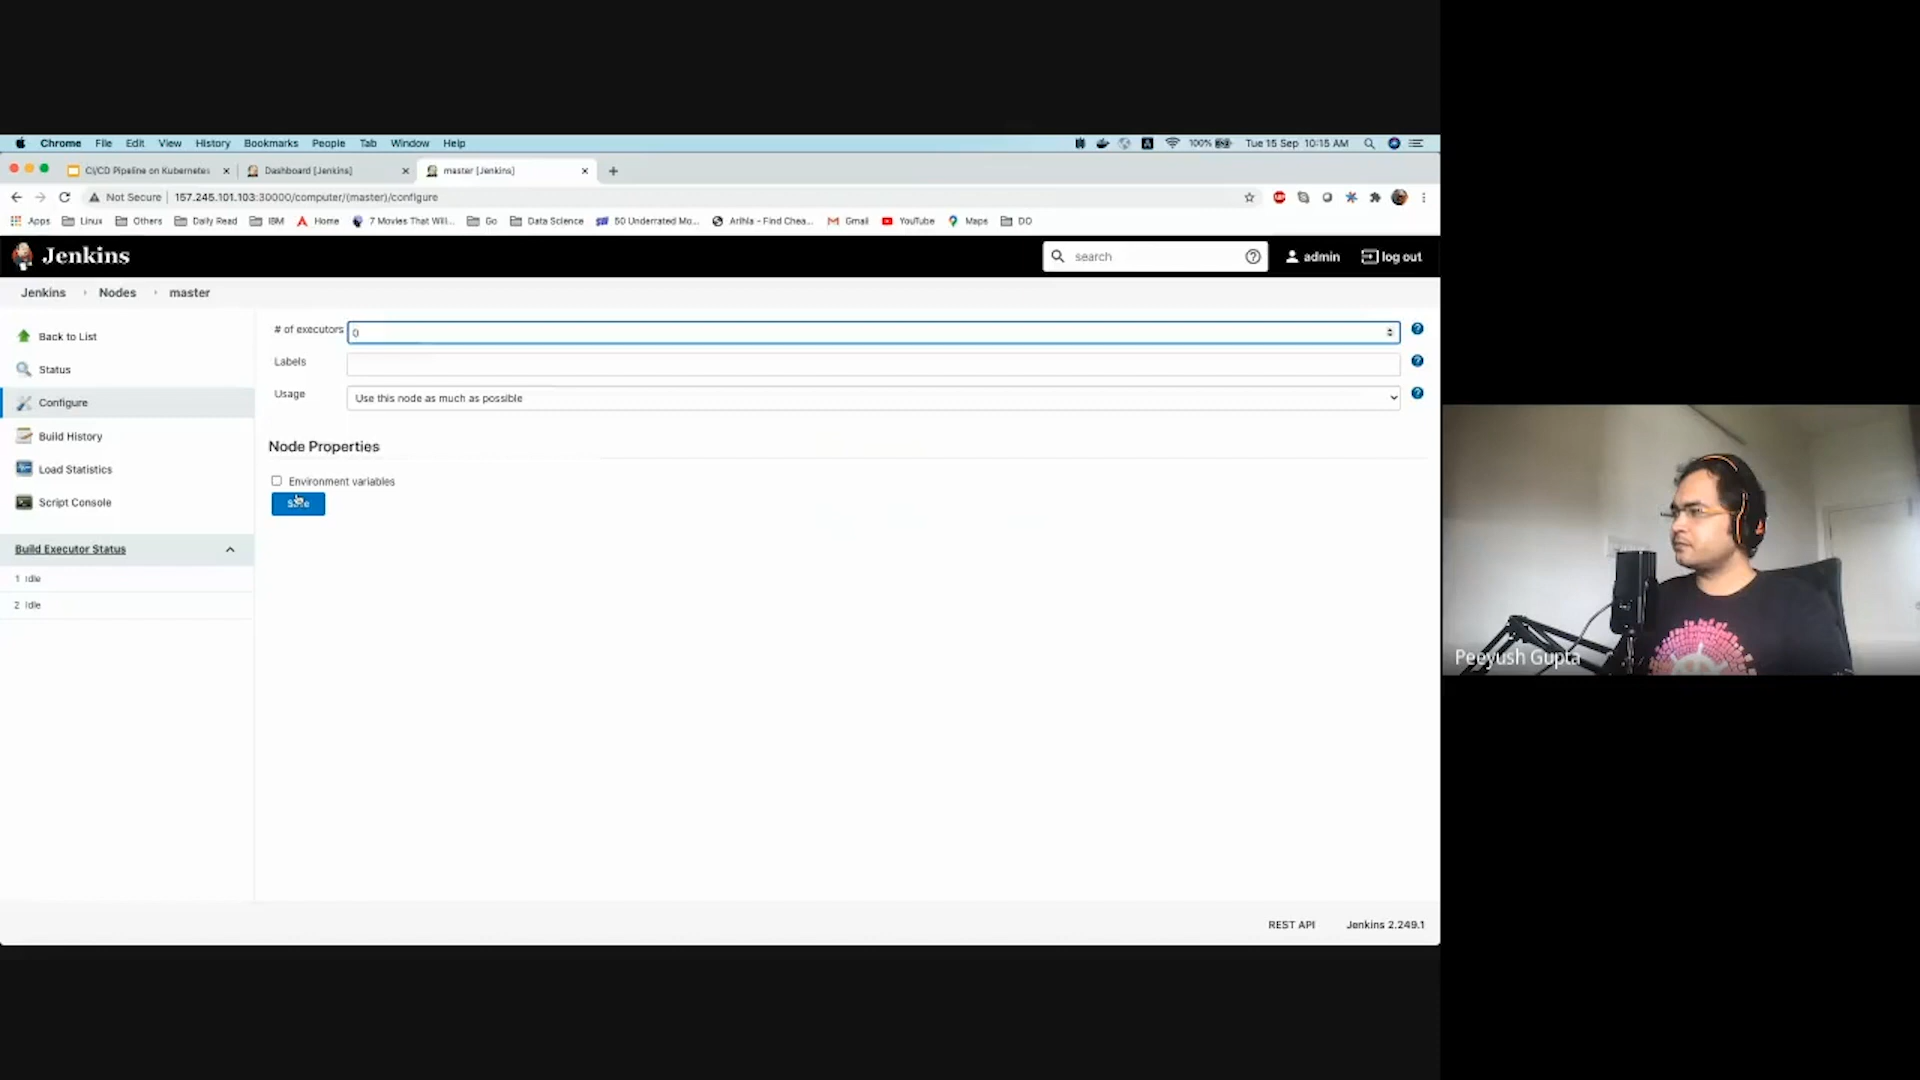 Chrome File Edit View History Bookmarks People Tab Window Help 100% Tue 15 Sep 10:15 AM
CI/CD Pipeline on Kubernetes Dashboard [Jenkins] master [Jenkins]
Not Secure 157.245.101.103:30000/computer/(master)/configure
Apps Linux Others Daily Read IBM Home 7 Movies That Will... Go Data Science 50 Underrated Mo... Arihla - Find Chea... Gmail YouTube Maps DO
Jenkins search admin log out
Jenkins Nodes master
Back to List
Status
Configure
Build History
Load Statistics
Script Console
Build Executor Status
1 Idle
2 Idle
# of executors 0
Labels
Usage Use this node as much as possible
Node Properties
Environment variables
Save
REST API Jenkins 2.249.1
Peeyush Gupta